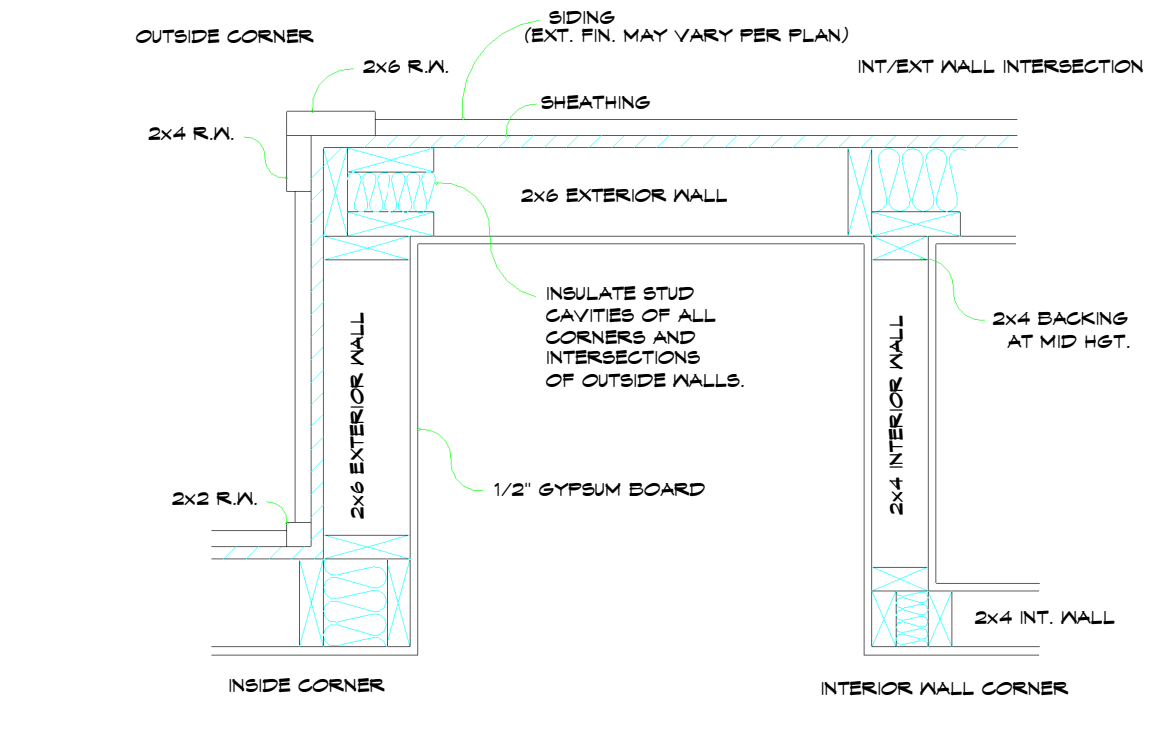 SIDING
(EXT. FIN. MAY VARY PER PLAN)
OUTSIDE CORNER
2x6 R.W.
INT/EXT WALL INTERSECTION
SHEATHING
2x4 R.W.
2x6 EXTERIOR WALL
INSULATE STUD
CAVITIES OF ALL
CORNERS AND
INTERSECTIONS
OF OUTSIDE WALLS.
2x4 BACKING
AT MID HGT.
2x6 EXTERIOR WALL
2x4 INTERIOR WALL
1/2" GYPSUM BOARD
2x2 R.W.
2x4 INT. WALL
INSIDE CORNER
INTERIOR WALL CORNER